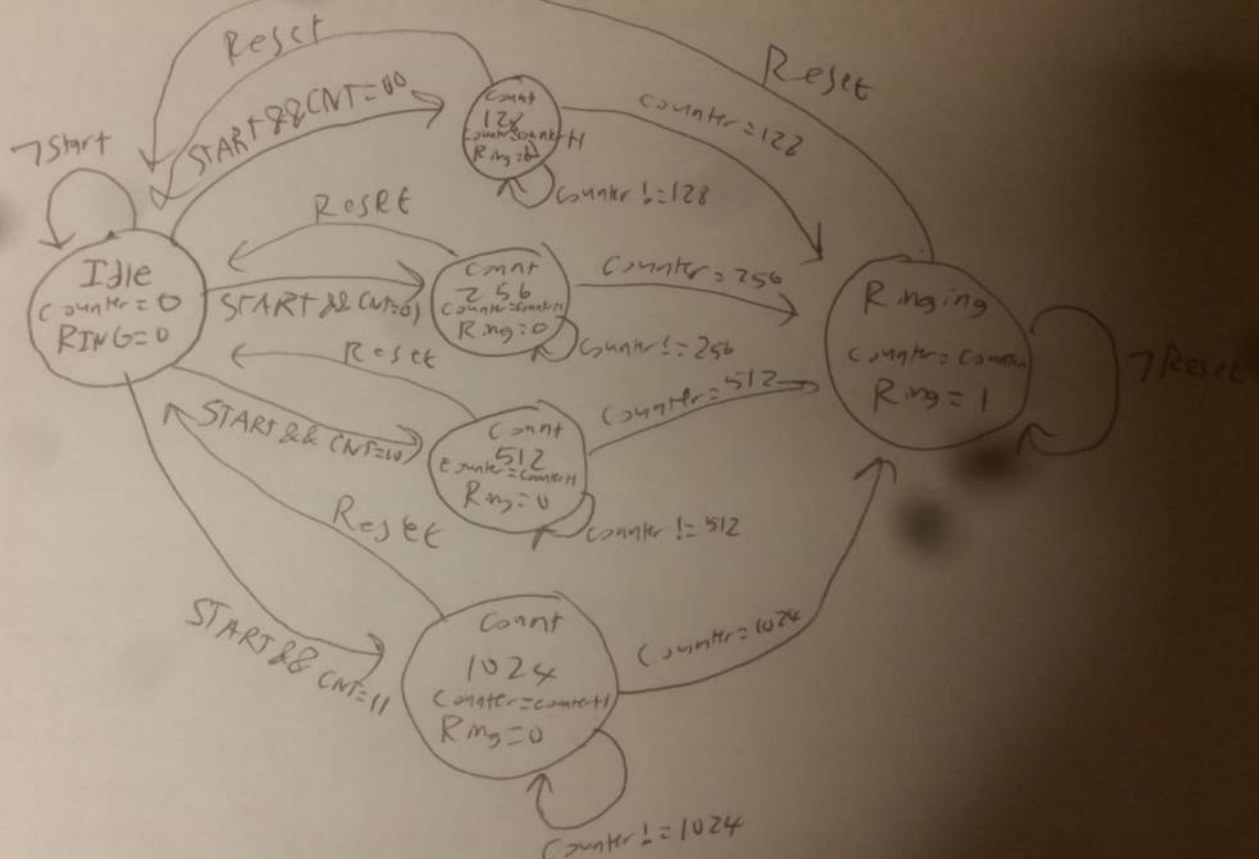 Reset
Reset
START && CNT=00
Count
128
Counter=counter+1
Counter=128
¬Start
Counter != 128
Reset
Idle
Counter=0
RING=0
START && CNT=01
Count
256
Counter=Counter+1
Ring=0
Counter=256
Counter != 256
Ringing
Counter=
Ring=1
¬Reset
Reset
START && CNT=10
Count
512
Counter=Counter+1
Ring=0
Counter=512
Counter != 512
Reset
START && CNT=11
Count
1024
Counter=counter+1
Ring=0
Counter=1024
Counter != 1024